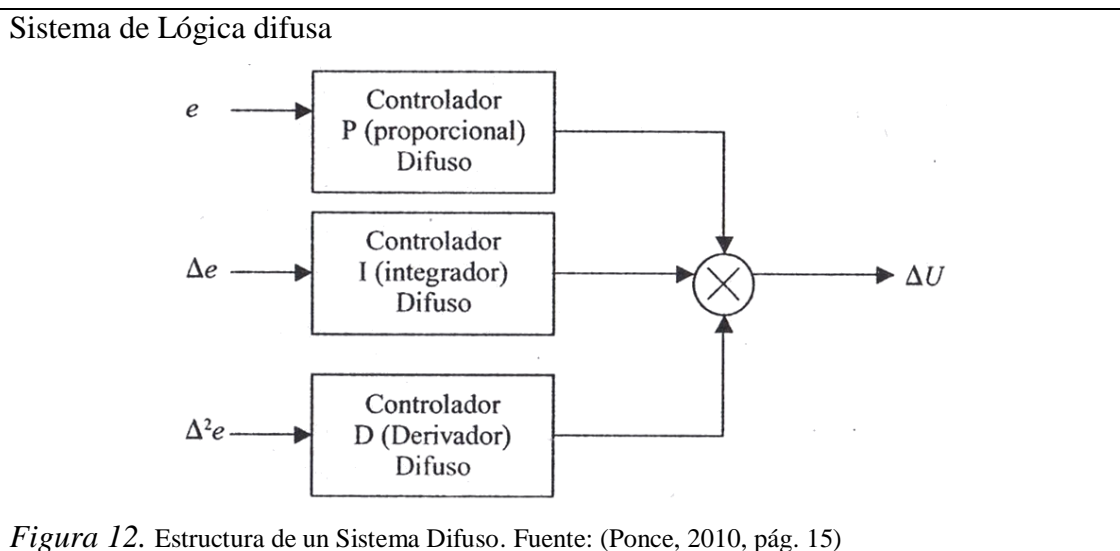 Sistema de Lógica difusa
e
Controlador
P (proporcional)
Difuso
Δe
Controlador
I (integrador)
Difuso
ΔU
Δ²e
Controlador
D (Derivador)
Difuso
Figura 12. Estructura de un Sistema Difuso. Fuente: (Ponce, 2010, pág. 15)